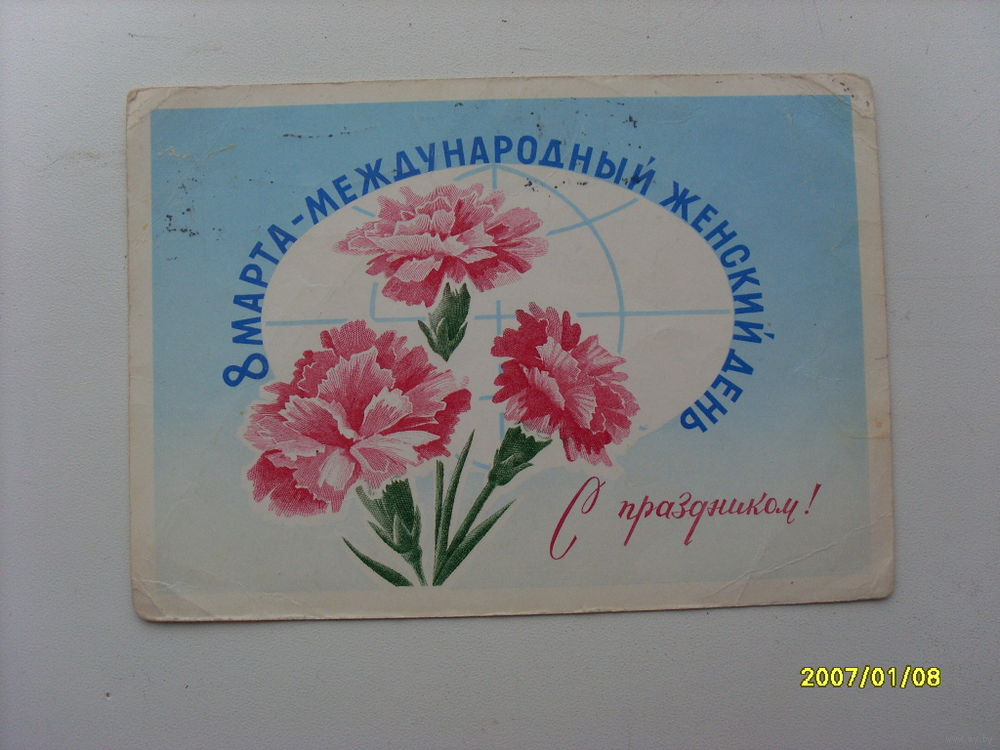 8 МАРТА-МЕЖДУНАРОДНЫЙ ЖЕНСКИЙ ДЕНЬ
С праздником!
2007/01/08